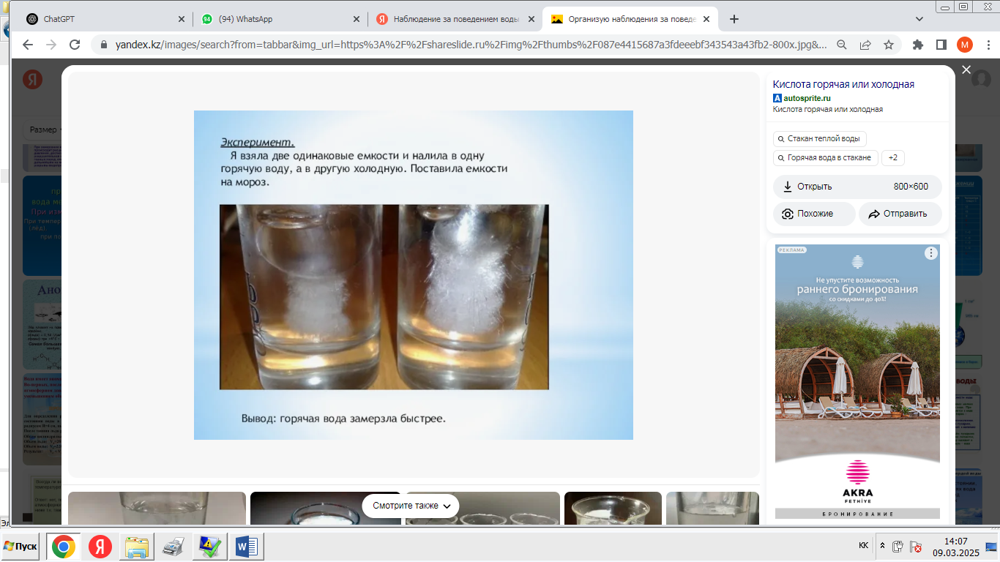 ChatGPT
(94) WhatsApp
Наблюдение за поведением воды
Организую наблюдения за поведе
yandex.kz/images/search?from=tabbar&img_url=https%3A%2F%2Fshareslide.ru%2Fimg%2Fthumbs%2F087e4415687a3fdeeebf343543a43fb2-800x.jpg&...
M
Я
Размер
Эксперимент.
Я взяла две одинаковые емкости и налила в одну
горячую воду, а в другую холодную. Поставила емкости
на мороз.
Вывод: горячая вода замерзла быстрее.
Кислота горячая или холодная
autosprite.ru
Кислота горячая или холодная
Стакан теплой воды
Горячая вода в стакане
+2
Открыть
800×600
Похожие
Отправить
РЕКЛАМА
Не упустите возможность
раннего бронирования
со скидками до 40%!
AKRA
FETHİYE
БРОНИРОВАНИЕ
Смотрите также
Пуск
KK
14:07
09.03.2025